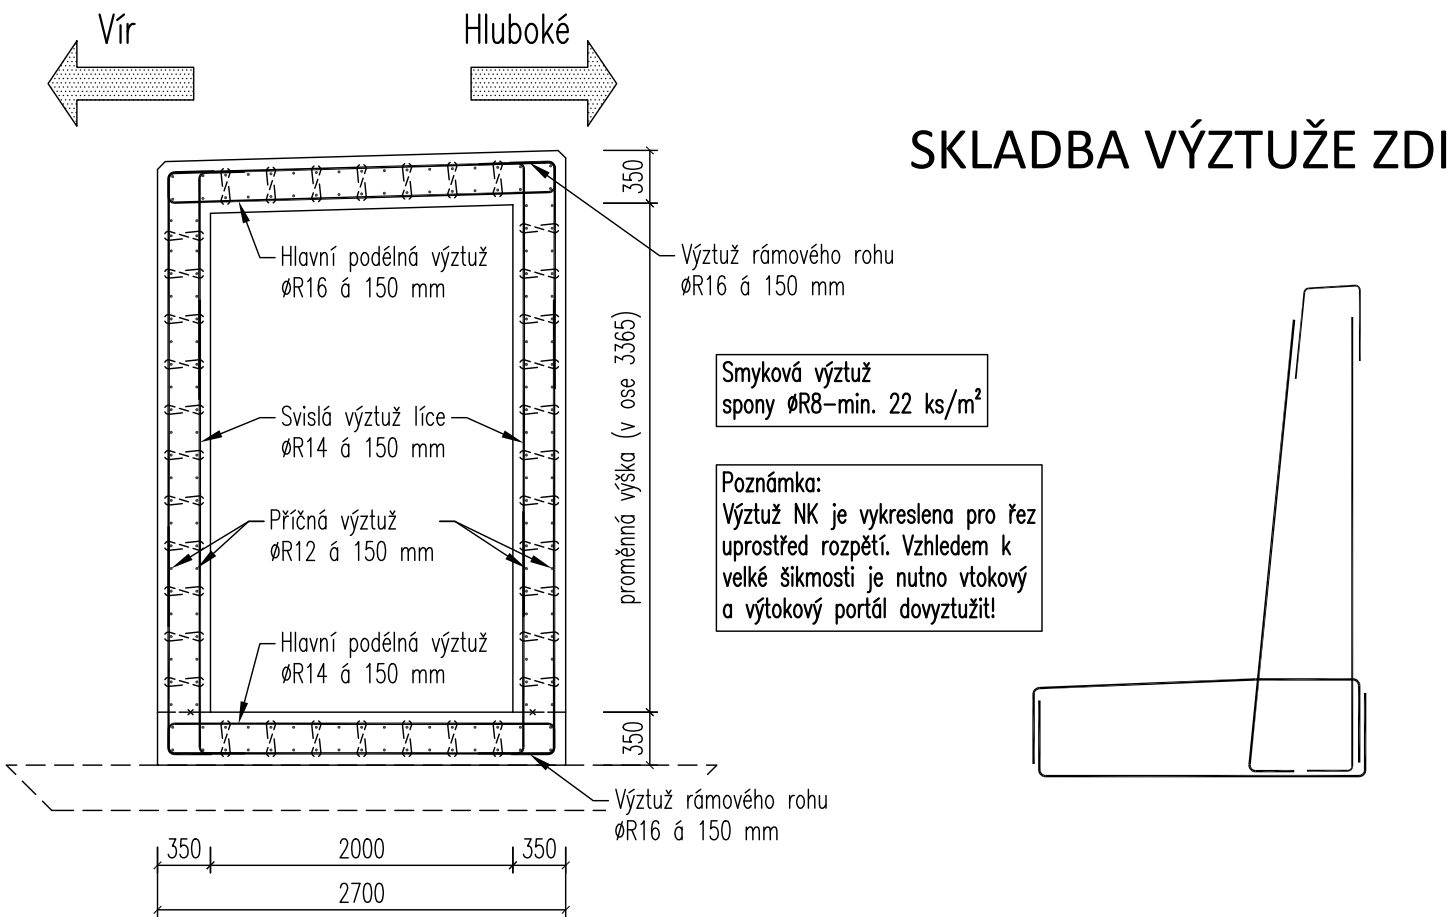 Vír
Hluboké
SKLADBA VÝZTUŽE ZDI
350
Hlavní podélná výztuž
øR16 á 150 mm
Výztuž rámového rohu
øR16 á 150 mm
proměnná výška (v ose 3365)
Smyková výztuž
spony øR8–min. 22 ks/m²
Svislá výztuž líce
øR14 á 150 mm
Poznámka:
Výztuž NK je vykreslena pro řez
uprostřed rozpětí. Vzhledem k
velké šikmosti je nutno vtokový
a výtokový portál dovyztužit!
Příčná výztuž
øR12 á 150 mm
Hlavní podélná výztuž
øR14 á 150 mm
350
Výztuž rámového rohu
øR16 á 150 mm
350
2000
350
2700